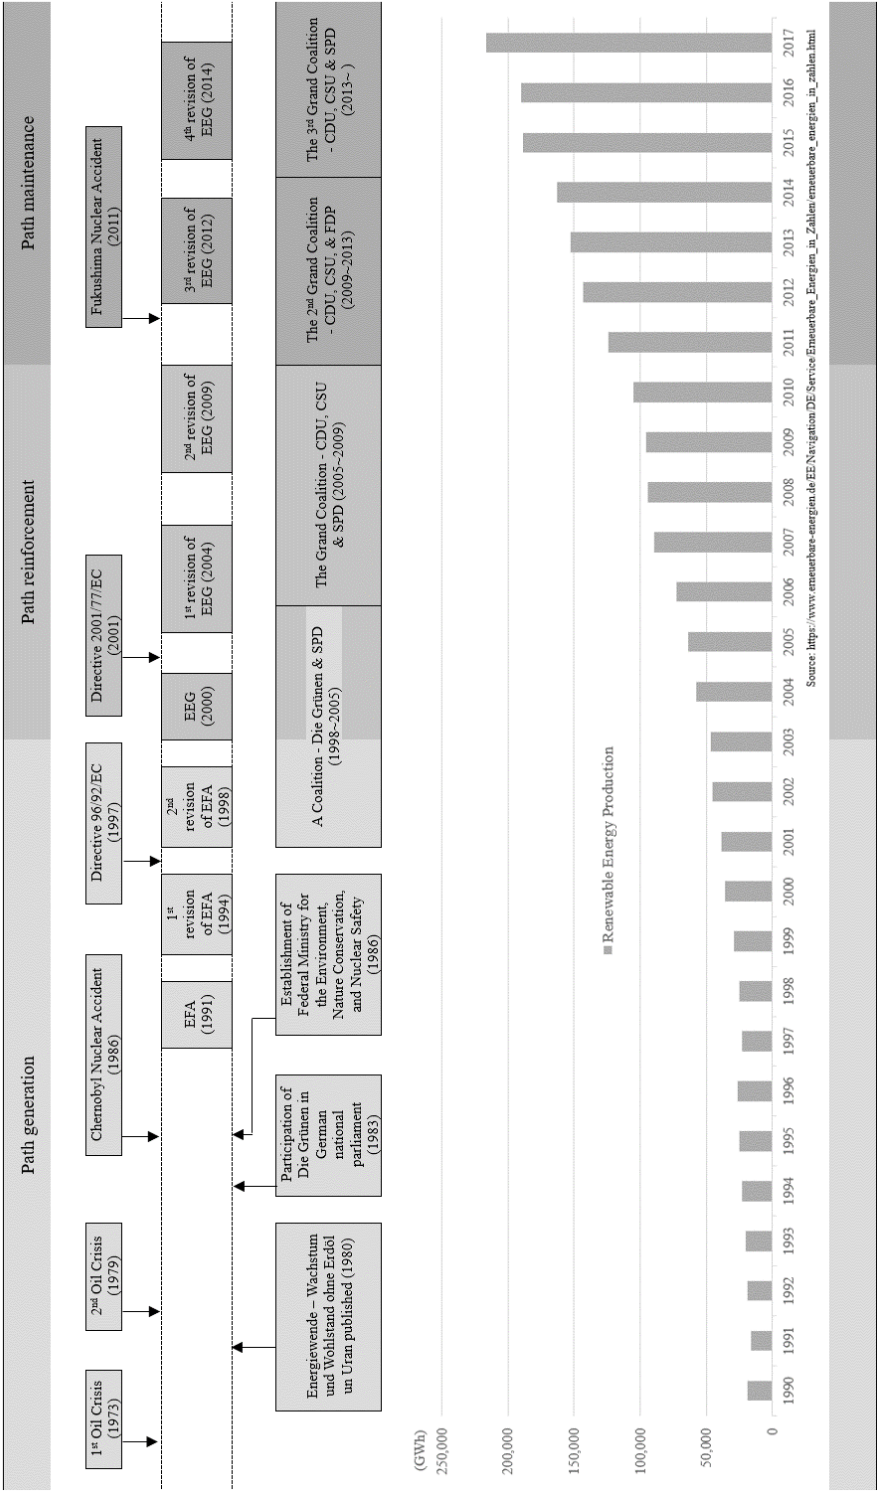 Path generation
Path reinforcement
Path maintenance
1st Oil Crisis
(1973)
2nd Oil Crisis
(1979)
Chernobyl Nuclear Accident
(1986)
Directive 96/92/EC
(1997)
Directive 2001/77/EC
(2001)
Fukushima Nuclear Accident
(2011)
EFA
(1991)
1st
revision
of EFA
(1994)
2nd
revision
of EFA
(1998)
EEG
(2000)
1st revision of
EEG (2004)
2nd revision of
EEG (2009)
3rd revision of
EEG (2012)
4th revision of
EEG (2014)
Energiewende – Wachstum
und Wohlstand ohne Erdöl
un Uran published (1980)
Participation of
Die Grünen in
German
national
parliament
(1983)
Establishment of
Federal Ministry for
the Environment,
Nature Conservation,
and Nuclear Safety
(1986)
A Coalition - Die Grünen & SPD
(1998~2005)
The Grand Coalition - CDU, CSU
& SPD (2005~2009)
The 2nd Grand Coalition
- CDU, CSU, & FDP
(2009~2013)
The 3rd Grand Coalition
- CDU, CSU & SPD
(2013~ )
(GWh)
250,000
200,000
150,000
100,000
50,000
0
Renewable Energy Production
1990
1991
1992
1993
1994
1995
1996
1997
1998
1999
2000
2001
2002
2003
2004
2005
2006
2007
2008
2009
2010
2011
2012
2013
2014
2015
2016
2017
Source: https://www.erneuerbare-energien.de/EE/Navigation/DE/Service/Erneuerbare_Energien_in_Zahlen/erneuerbare_energien_in_zahlen.html